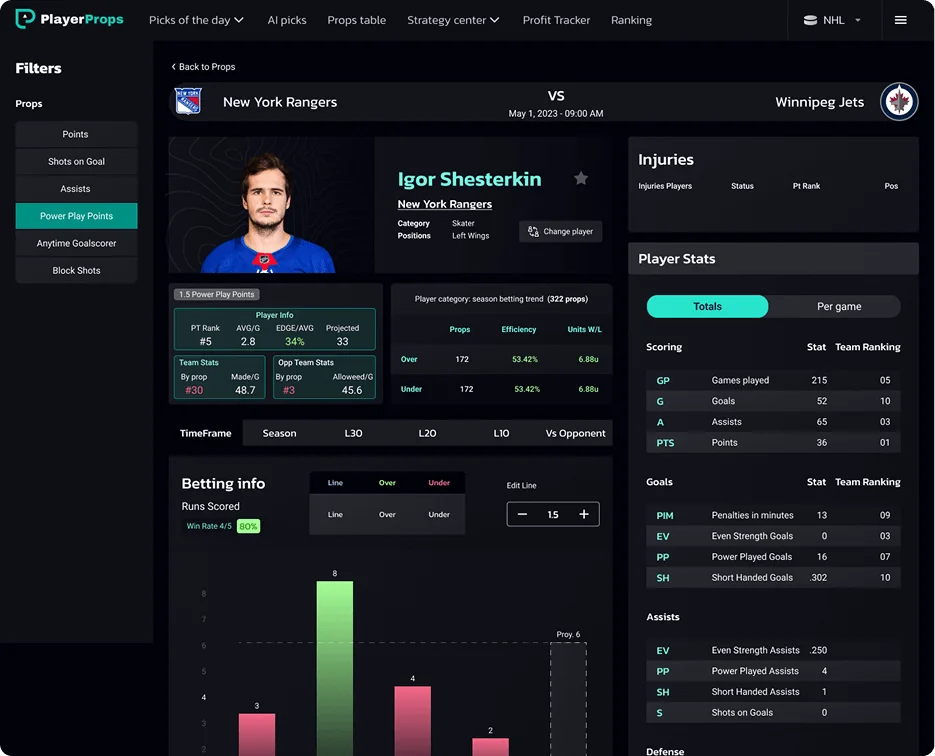 PlayerProps
Picks of the day
AI picks
Props table
Strategy center
Profit Tracker
Ranking
NHL
Filters
Props
Points
Shots on Goal
Assists
Power Play Points
Anytime Goalscorer
Block Shots
Back to Props
NEW YORK
RANGERS
New York Rangers
VS
May 1, 2023 - 09:00 AM
Winnipeg Jets
Igor Shesterkin
New York Rangers
Category Skater
Positions Left Wings
Change player
Injuries
Injuries Players Status Pt Rank Pos
1.5 Power Play Points
Player Info
PT Rank AVG/G EDGE/AVG Projected
#5 2.8 34% 33
Team Stats
By prop Made/G
#30 48.7
Opp Team Stats
By prop Alloweed/G
#3 45.6
Player category: season betting trend (322 props)
Props Efficiency Units W/L
Over 172 53.42% 6.88u
Under 172 53.42% 6.88u
TimeFrame Season L30 L20 L10 Vs Opponent
Betting info
Runs Scored
Win Rate 4/5 80%
Line Over Under
Line Over Under
Edit Line
− 1.5 +
8
7
6
5
4
3
2
3
8
4
2
Proy. 6
Player Stats
Totals Per game
Scoring Stat Team Ranking
GP Games played 215 05
G Goals 52 10
A Assists 65 03
PTS Points 36 01
Goals Stat Team Ranking
PIM Penalties in minutes 13 09
EV Even Strength Goals 0 03
PP Power Played Goals 16 07
SH Short Handed Goals .302 10
Assists
EV Even Strength Assists .250
PP Power Played Assists 4
SH Short Handed Assists 1
S Shots on Goals 0
Defense